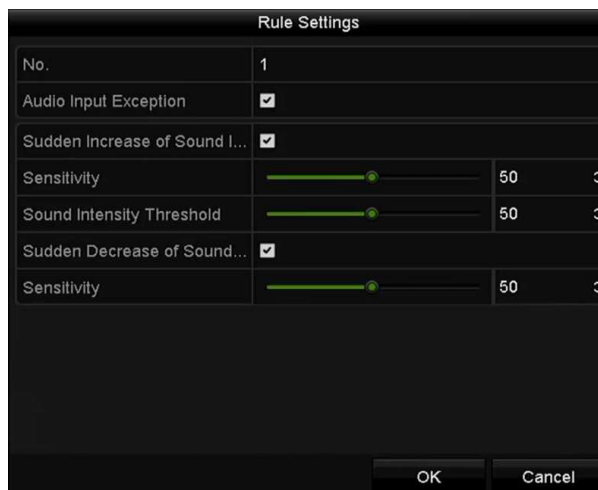 Rule Settings
No. 1
Audio Input Exception
Sudden Increase of Sound I...
Sensitivity 50
Sound Intensity Threshold 50
Sudden Decrease of Sound...
Sensitivity 50
OK Cancel